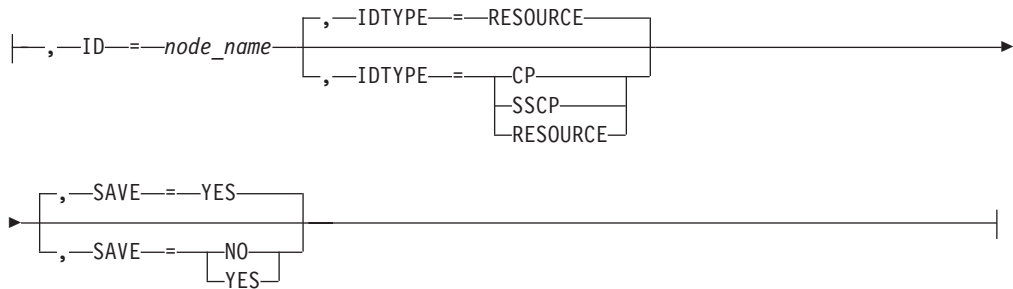 , IDTYPE = RESOURCE
, ID = node_name
, IDTYPE = CP
SSCP
RESOURCE
, SAVE = YES
, SAVE = NO
YES